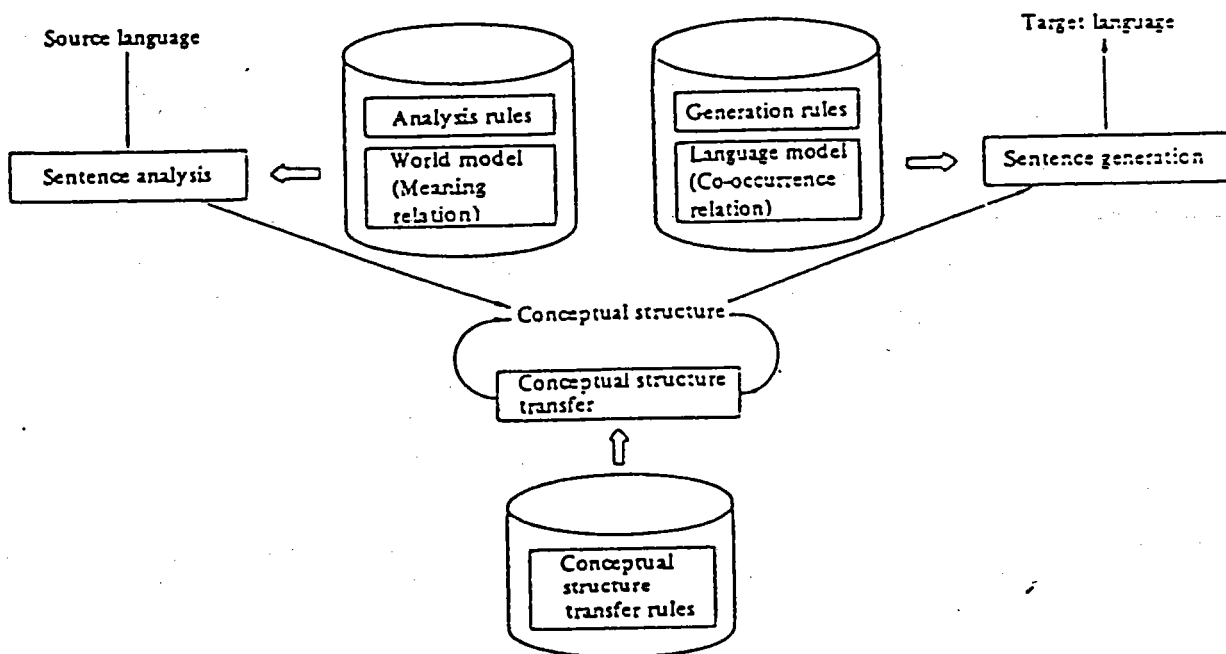 Source language
Target language
Analysis rules
Generation rules
World model
(Meaning
relation)
Language model
(Co-occurrence
relation)
Sentence analysis
Sentence generation
Conceptual structure
Conceptual structure
transfer
Conceptual
structure
transfer rules